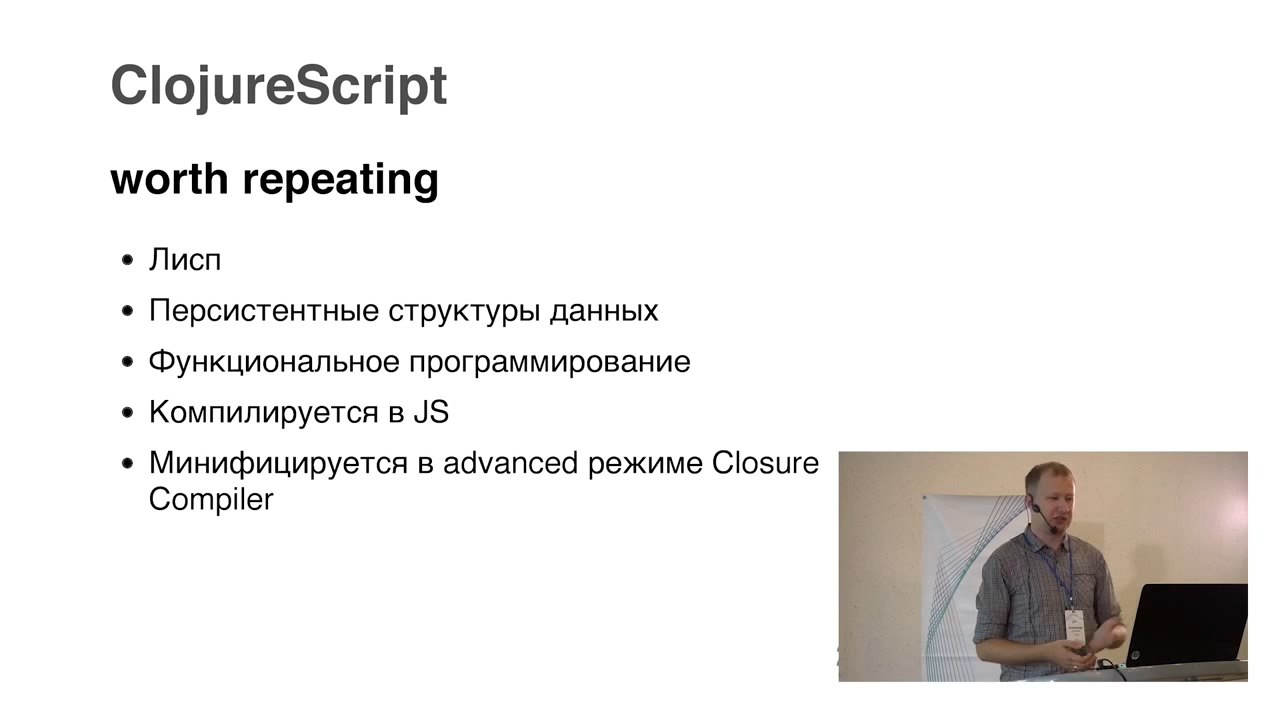 ClojureScript
worth repeating
• Лисп
• Персистентные структуры данных
• Функциональное программирование
• Компилируется в JS
• Минифицируется в advanced режиме Closure
Compiler